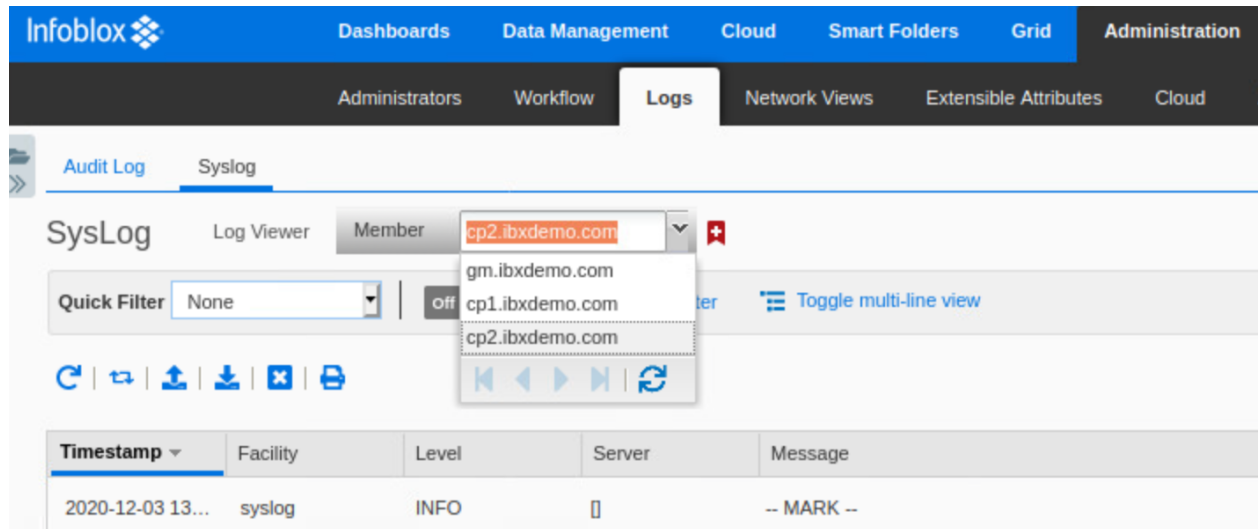 Infoblox Dashboards Data Management Cloud Smart Folders Grid Administration
Administrators Workflow Logs Network Views Extensible Attributes Cloud
Audit Log Syslog
SysLog Log Viewer Member cp2.ibxdemo.com
gm.ibxdemo.com
Quick Filter None Off cp1.ibxdemo.com Toggle multi-line view
cp2.ibxdemo.com
Timestamp Facility Level Server Message
2020-12-03 13... syslog INFO [] -- MARK --